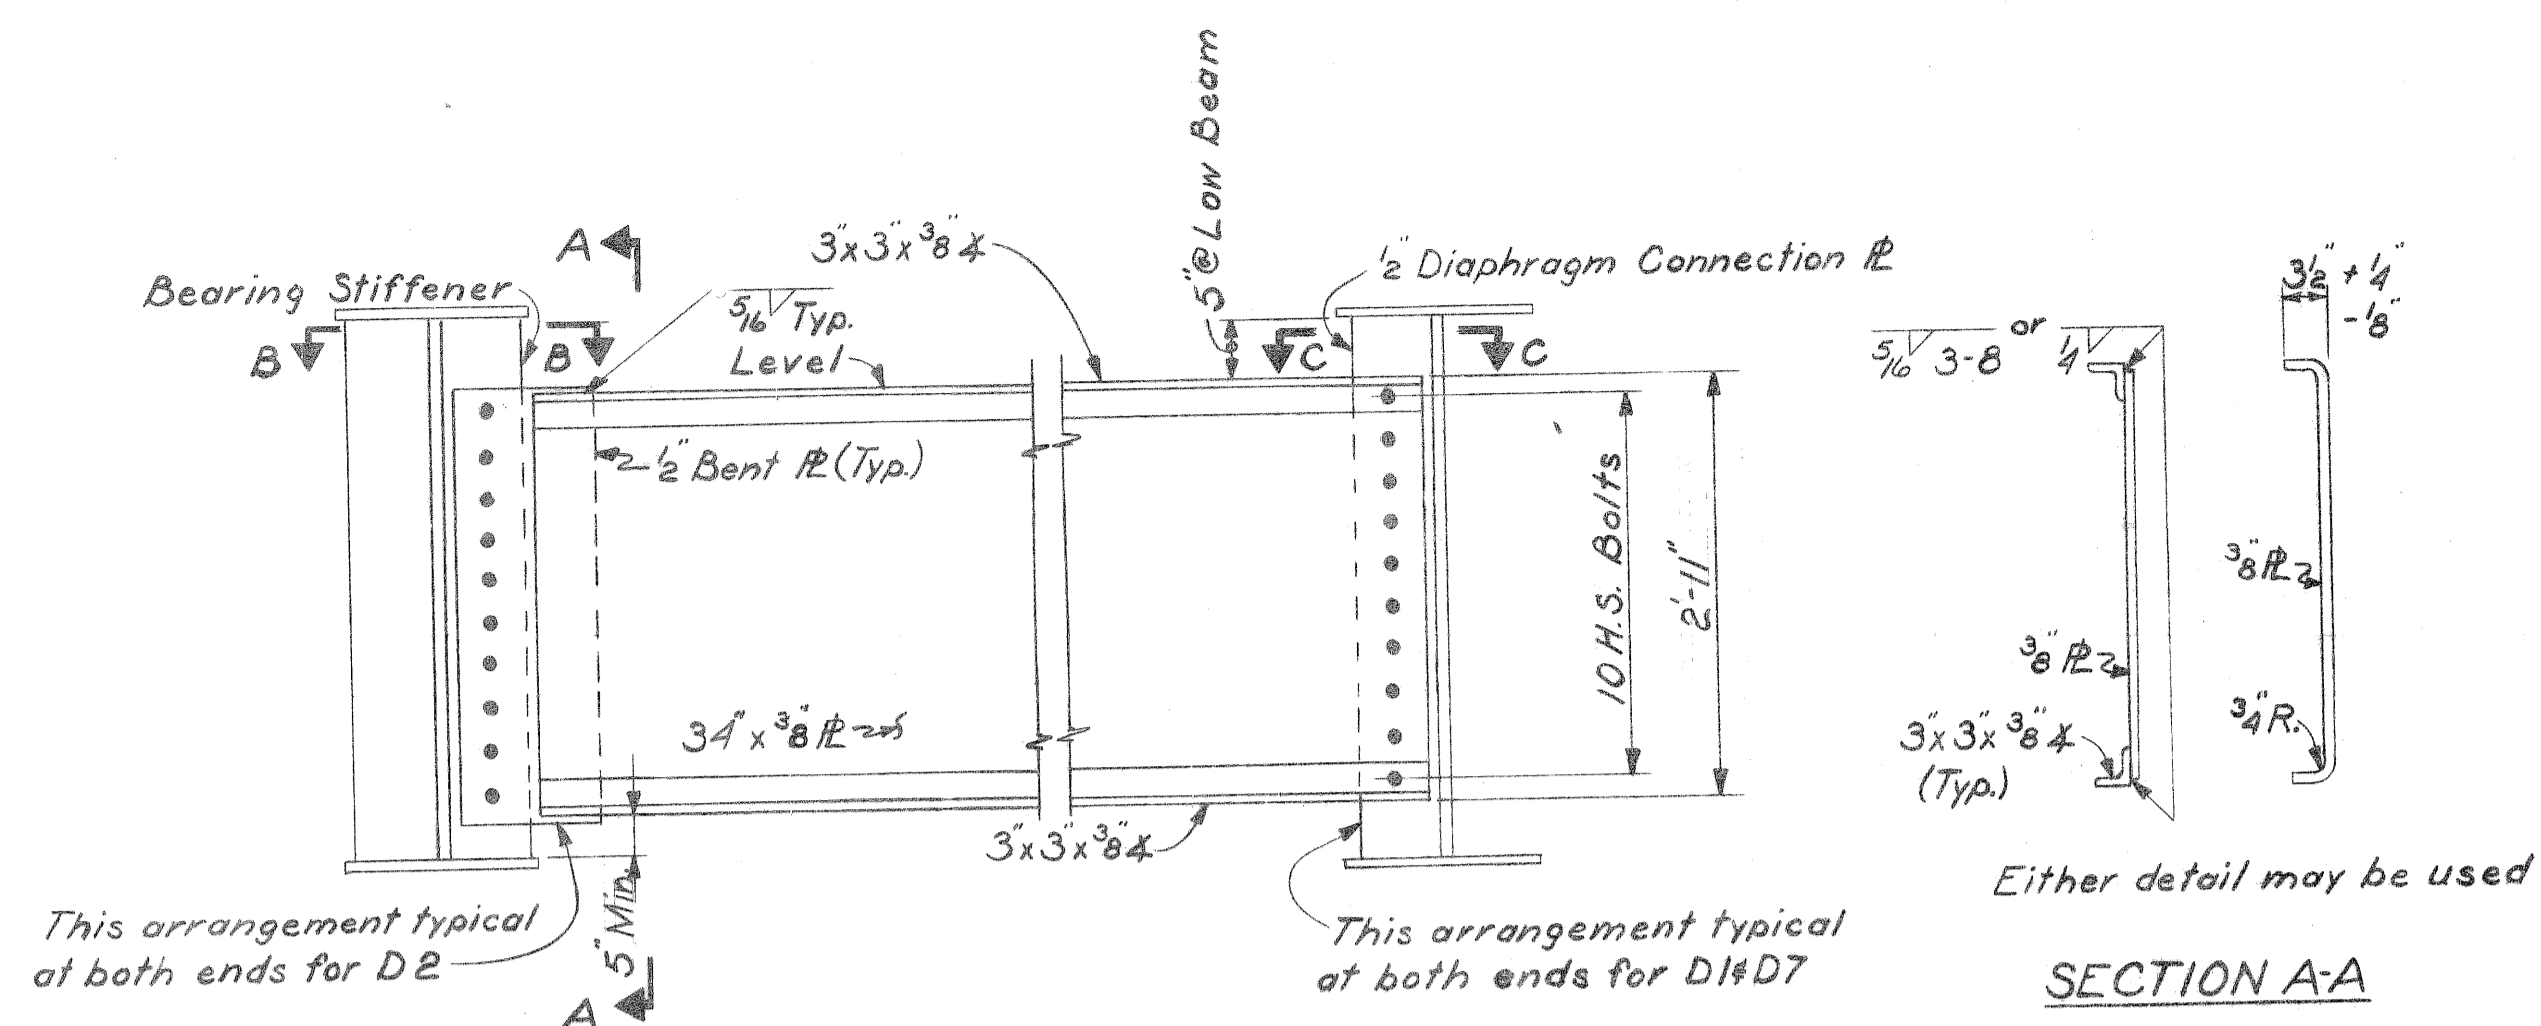 5"@Low Beam
A
3"x3"x3/8"∡
Bearing Stiffener
1/2" Diaphragm Connection ℙL
3 1/2" + 1/4"
- 1/8"
5/16 Typ.
B
B
C
C
Level
5/16 3-8 or 1/4
1/2" Bent ℙL (Typ.)
10 H.S. Bolts
2'-11"
3/8" ℙL
3/8" ℙL
34" x 3/8" ℙL
3/4" R.
3"x3"x3/8"∡
(Typ.)
3"x3"x3/8"∡
5" Min.
Either detail may be used
This arrangement typical
at both ends for D2
This arrangement typical
at both ends for D1&D7
A
SECTION A-A